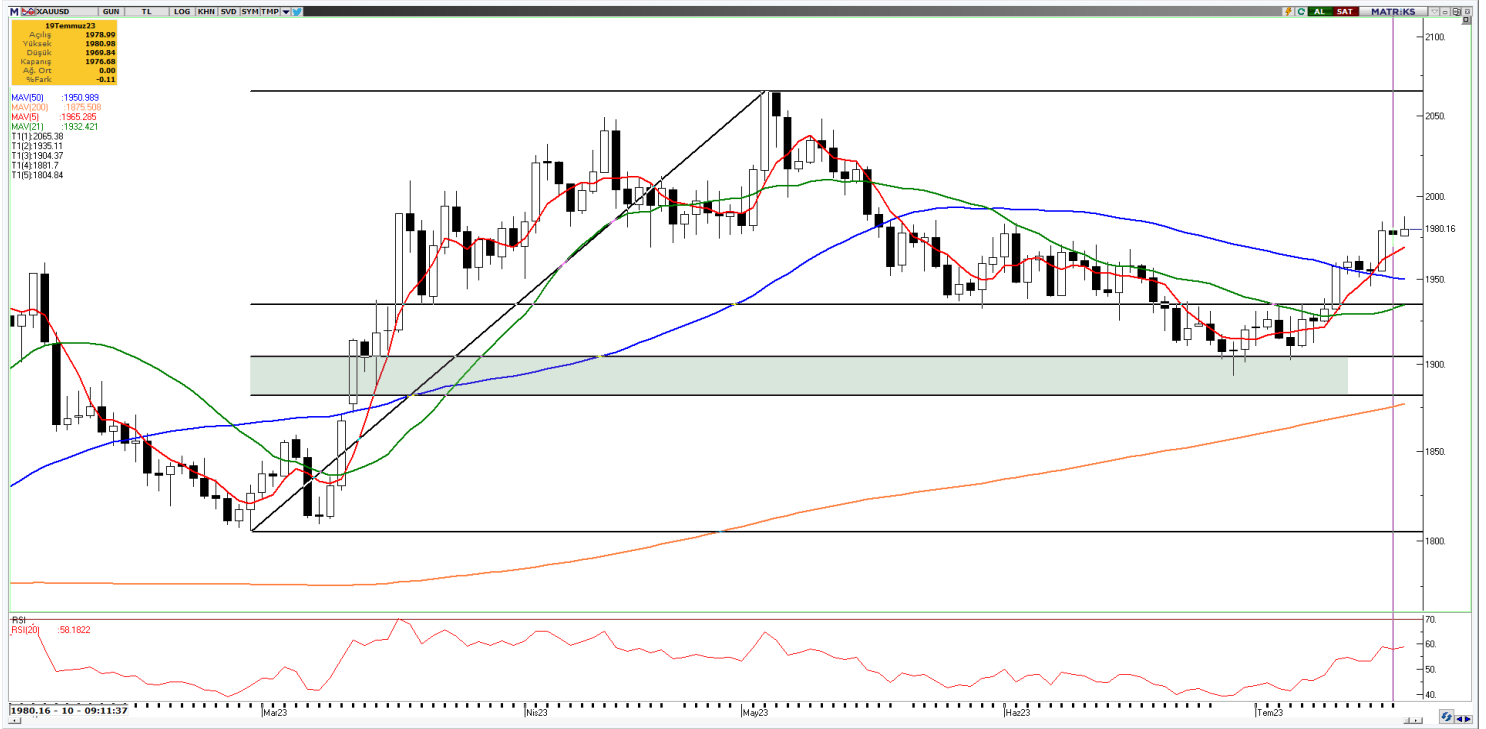 M XAUUSD GUN TL LOG KHN SVD SYM TMP AL SAT MATRiKS
19Temmuz23
Açılış 1978.99
Yüksek 1980.98
Düşük 1969.84
Kapanış 1976.68
Ağ. Ort 0.00
%Fark -0.11
MAV(50) :1950.989
MAV(200) :1875.508
MAV(5) :1965.285
MAV(21) :1932.421
T1(1):2065.38
T1(2):1935.11
T1(3):1904.37
T1(4):1881.7
T1(5):1804.84
2100.
2050.
2000.
1980.16
1950.
1900.
1850.
1800.
RSI
RSI(20) :58.1822
70.
60.
50.
40.
1980.16 - 10 - 09:11:37
Mar23 Nis23 May23 Haz23 Tem23